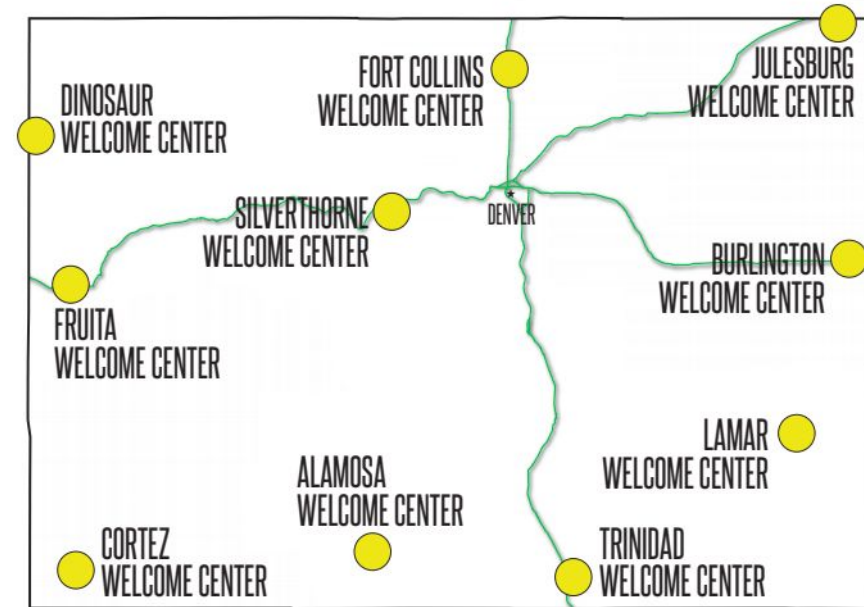 DINOSAUR
WELCOME CENTER
FORT COLLINS
WELCOME CENTER
JULESBURG
WELCOME CENTER
SILVERTHORNE
WELCOME CENTER
DENVER
BURLINGTON
WELCOME CENTER
FRUITA
WELCOME CENTER
LAMAR
WELCOME CENTER
ALAMOSA
WELCOME CENTER
CORTEZ
WELCOME CENTER
TRINIDAD
WELCOME CENTER